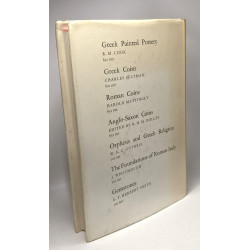 Greek Painted Pottery
R. M. COOK
Greek Coins
CHARLES SELTMAN
Roman Coins
HAROLD MATTINGLY
Anglo-Saxon Coins
EDITED BY R. H. M. DOLLEY
Orpheus and Greek Religion
W. K. C. GUTHRIE
The Foundations of Roman Italy
J. WHATMOUGH
Gemstones
G. F. HERBERT SMITH